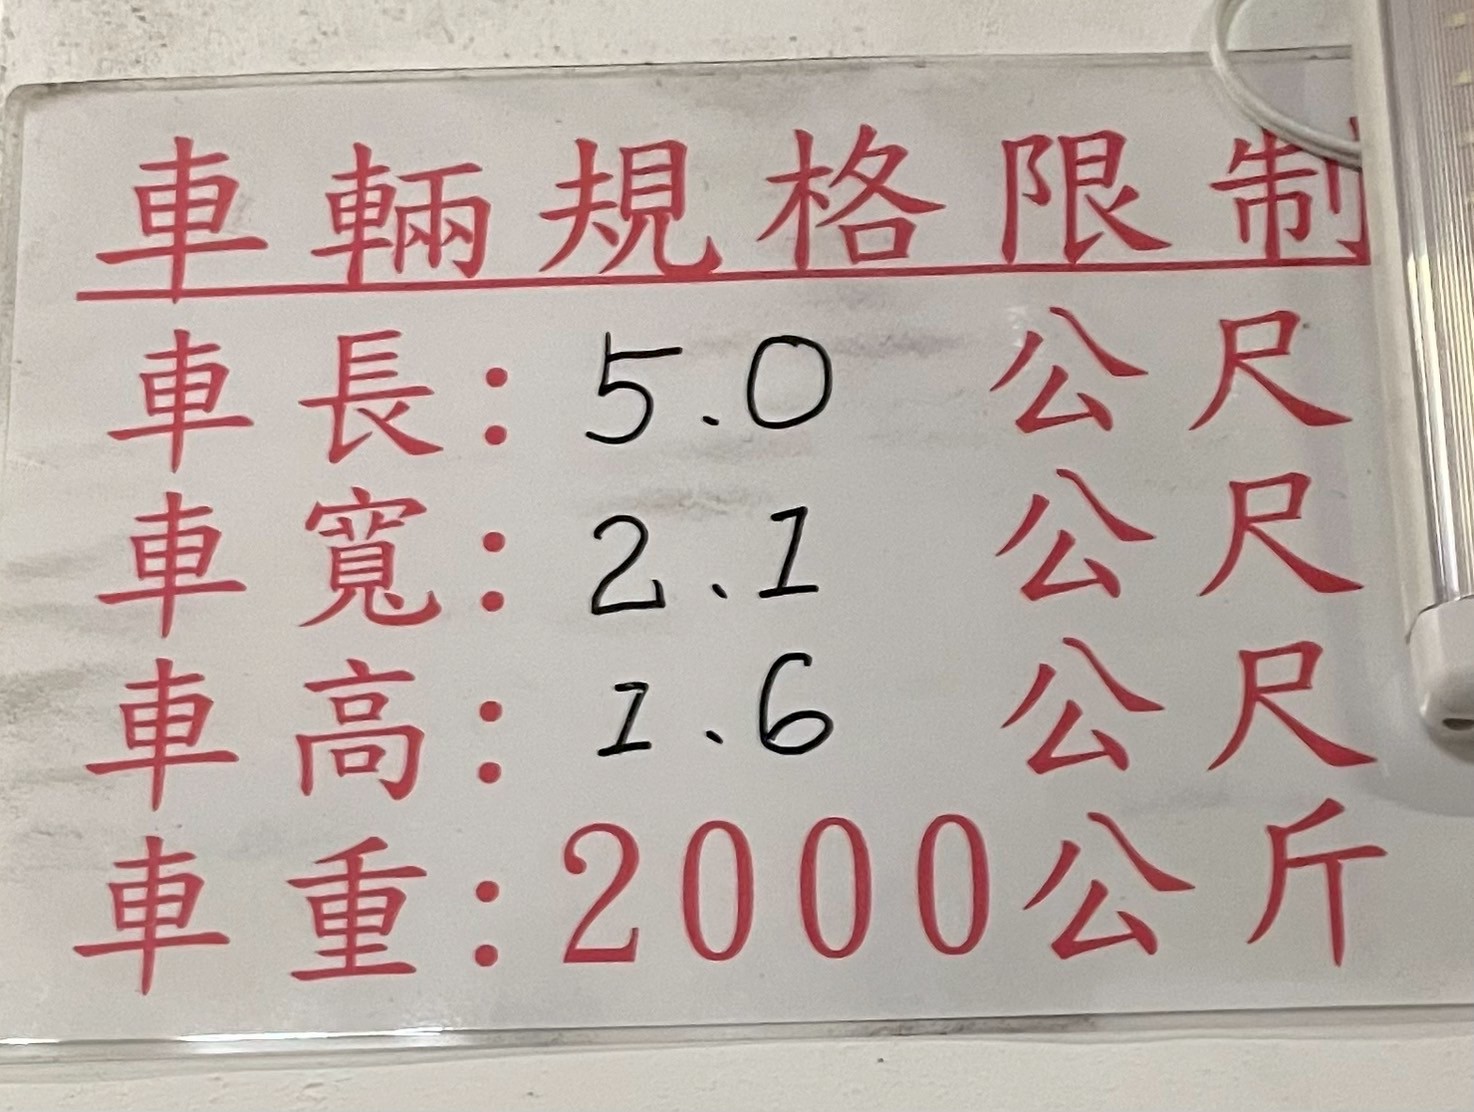 車輛規格限制
車長:5.0 公尺
車寬:2.1 公尺
車高:1.6 公尺
車重:2000公斤